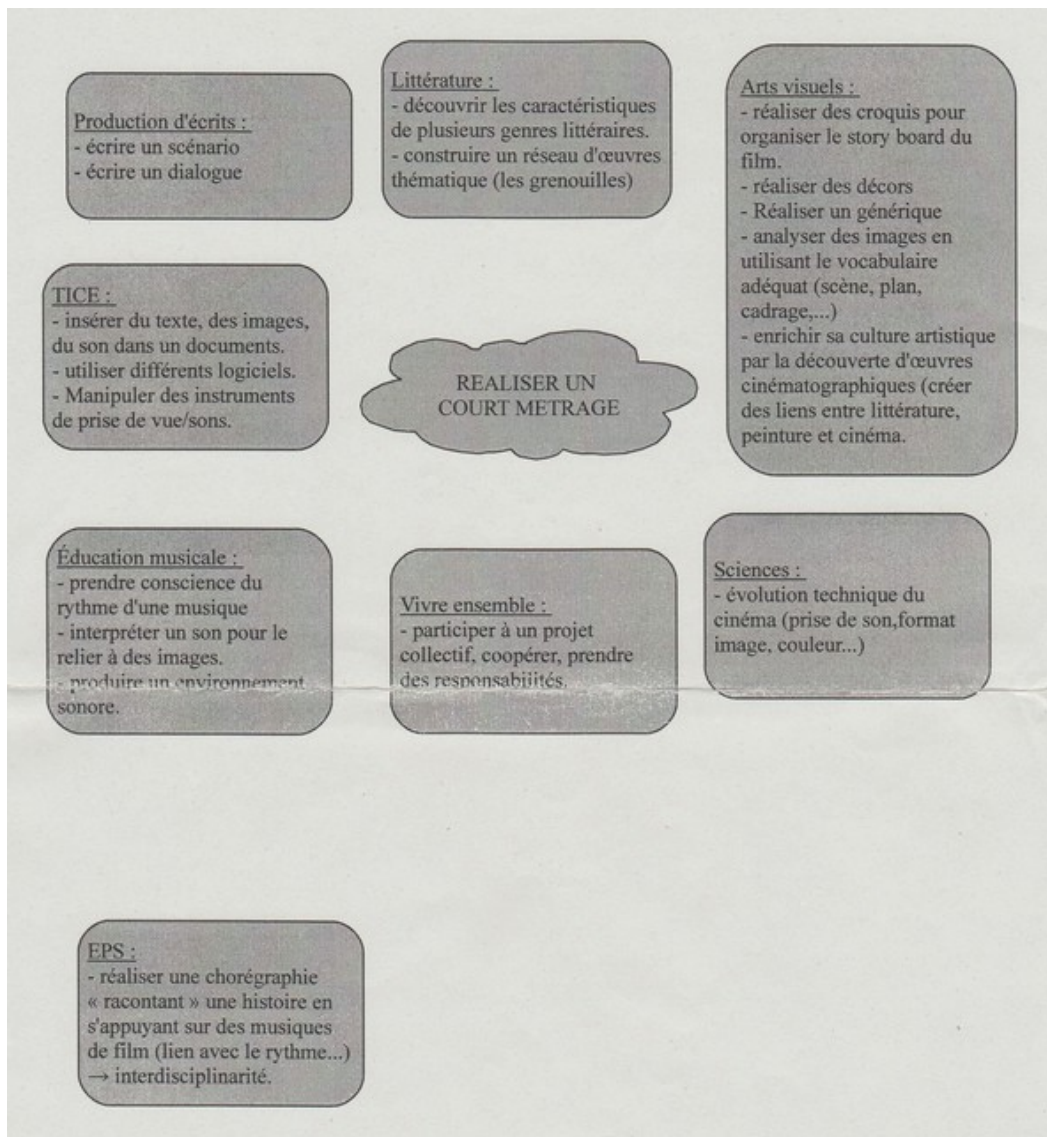 Production d'écrits :
- écrire un scénario
- écrire un dialogue
Littérature :
- découvrir les caractéristiques
de plusieurs genres littéraires.
- construire un réseau d'œuvres
thématique (les grenouilles)
Arts visuels :
- réaliser des croquis pour
organiser le story board du
film.
- réaliser des décors
- Réaliser un générique
- analyser des images en
utilisant le vocabulaire
adéquat (scène, plan,
cadrage,...)
- enrichir sa culture artistique
par la découverte d'œuvres
cinématographiques (créer
des liens entre littérature,
peinture et cinéma.
TICE :
- insérer du texte, des images,
du son dans un documents.
- utiliser différents logiciels.
- Manipuler des instruments
de prise de vue/sons.
REALISER UN
COURT METRAGE
Éducation musicale :
- prendre conscience du
rythme d'une musique
- interpréter un son pour le
relier à des images.
- produire un environnement
sonore.
Vivre ensemble :
- participer à un projet
collectif, coopérer, prendre
des responsabilités.
Sciences :
- évolution technique du
cinéma (prise de son,format
image, couleur...)
EPS :
- réaliser une chorégraphie
« racontant » une histoire en
s'appuyant sur des musiques
de film (lien avec le rythme...)
→ interdisciplinarité.